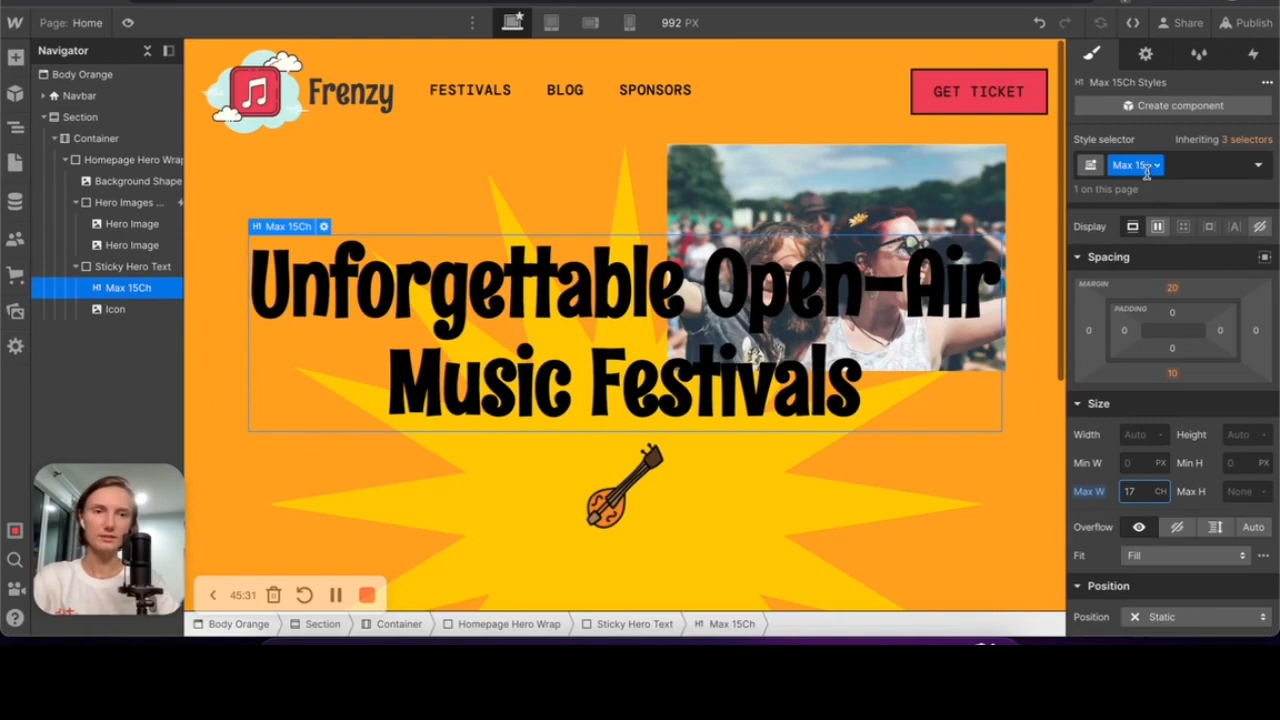 Page: Home
992 PX
Share
Publish
Navigator
Body Orange
Navbar
Section
Container
Homepage Hero Wrap
Background Shape
Hero Images ...
Hero Image
Hero Image
Sticky Hero Text
Max 15Ch
Icon
Frenzy
FESTIVALS
BLOG
SPONSORS
GET TICKET
H1 Max 15Ch
Unforgettable Open-Air
Music Festivals
45:31
Body Orange
Section
Container
Homepage Hero Wrap
Sticky Hero Text
H1 Max 15Ch
H1 Max 15Ch Styles
Create component
Style selector
Inheriting 3 selectors
Max 15
1 on this page
Display
Spacing
MARGIN
20
PADDING
0
0 0 0 0
0
10
Size
Width Auto - Height Auto -
Min W 0 PX Min H 0 PX
Max W 17 CH Max H None -
Overflow Auto
Fit Fill
Position
Position Static